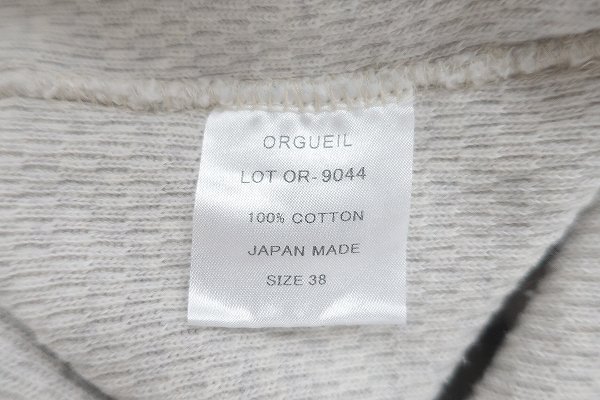 ORGUEIL
LOT OR-9044
100% COTTON
JAPAN MADE
SIZE 38